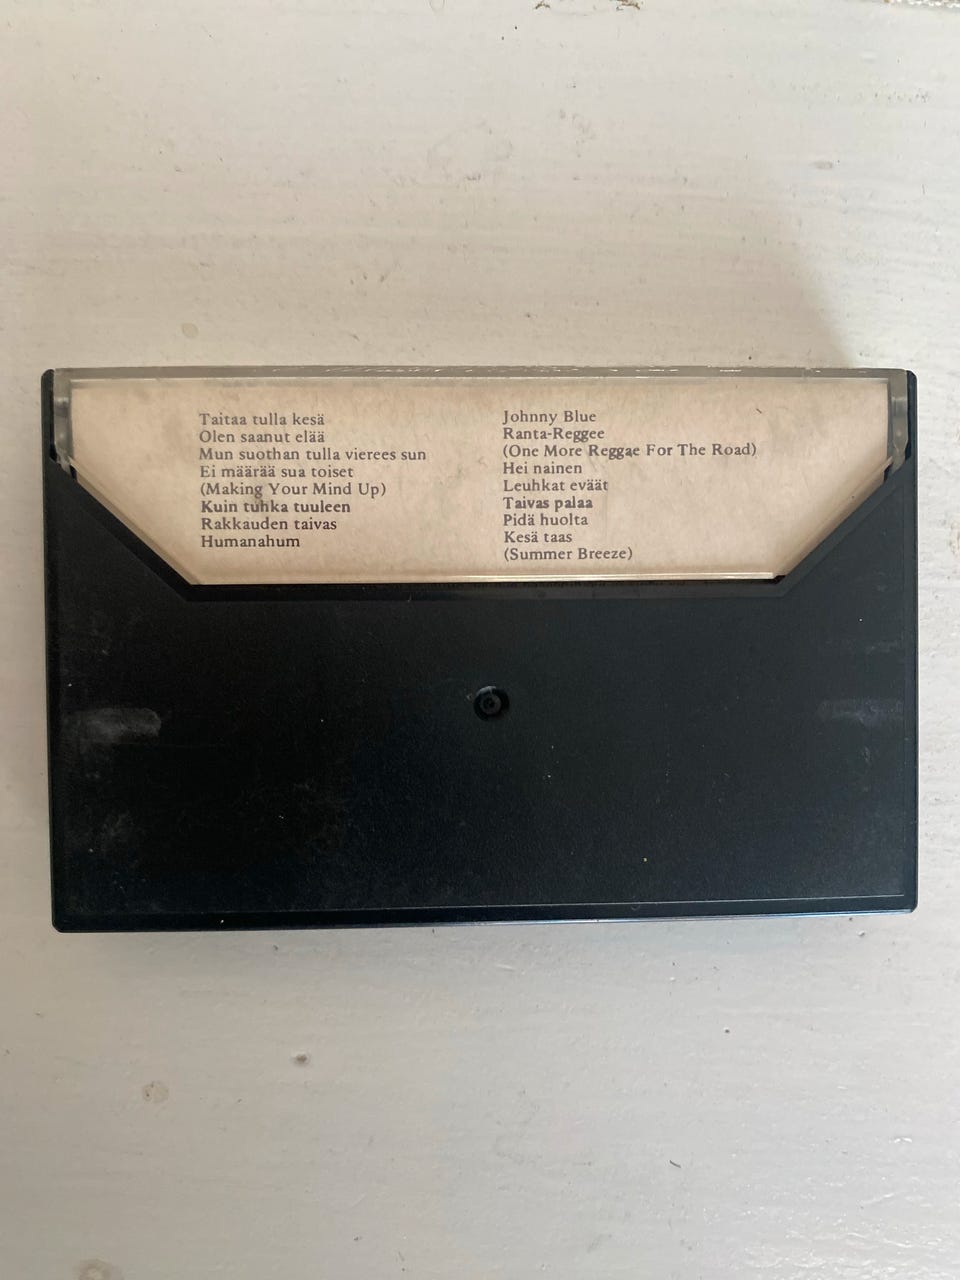 Taitaa tulla kesä
Olen saanut elää
Mun suothan tulla vierees sun
Ei määrää sua toiset
(Making Your Mind Up)
Kuin tuhka tuuleen
Rakkauden taivas
Humanahum
Johnny Blue
Ranta-Reggee
(One More Reggae For The Road)
Hei nainen
Leuhkat eväät
Taivas palaa
Pidä huolta
Kesä taas
(Summer Breeze)